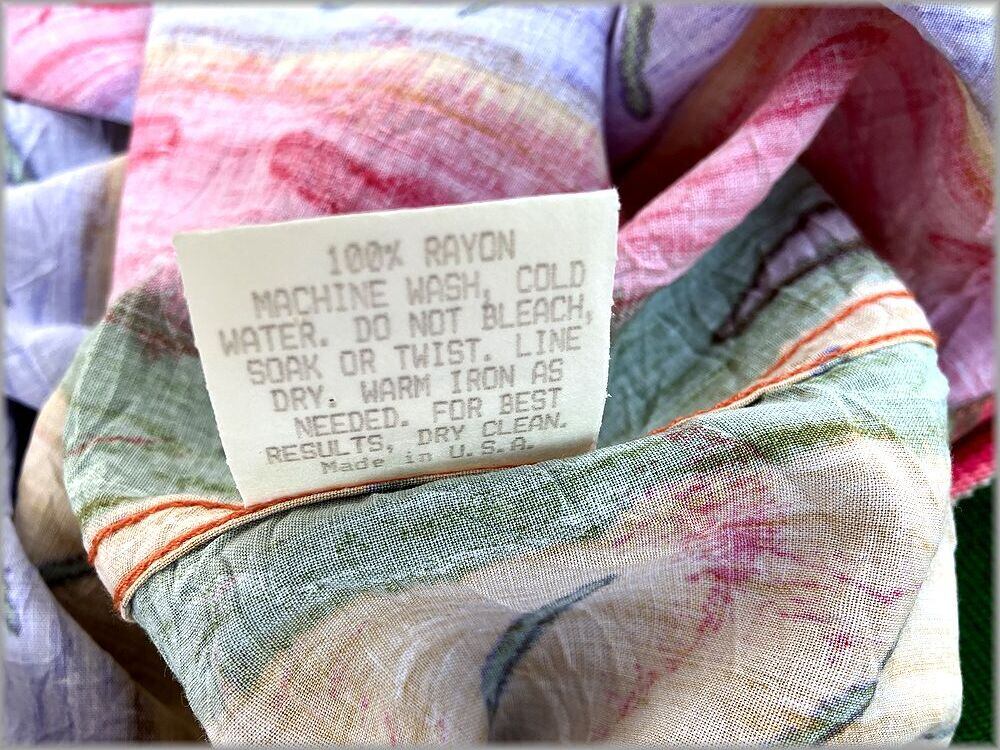 100% RAYON
MACHINE WASH, COLD
WATER. DO NOT BLEACH,
SOAK OR TWIST. LINE
DRY. WARM IRON AS
NEEDED. FOR BEST
RESULTS, DRY CLEAN.
Made in U.S.A.